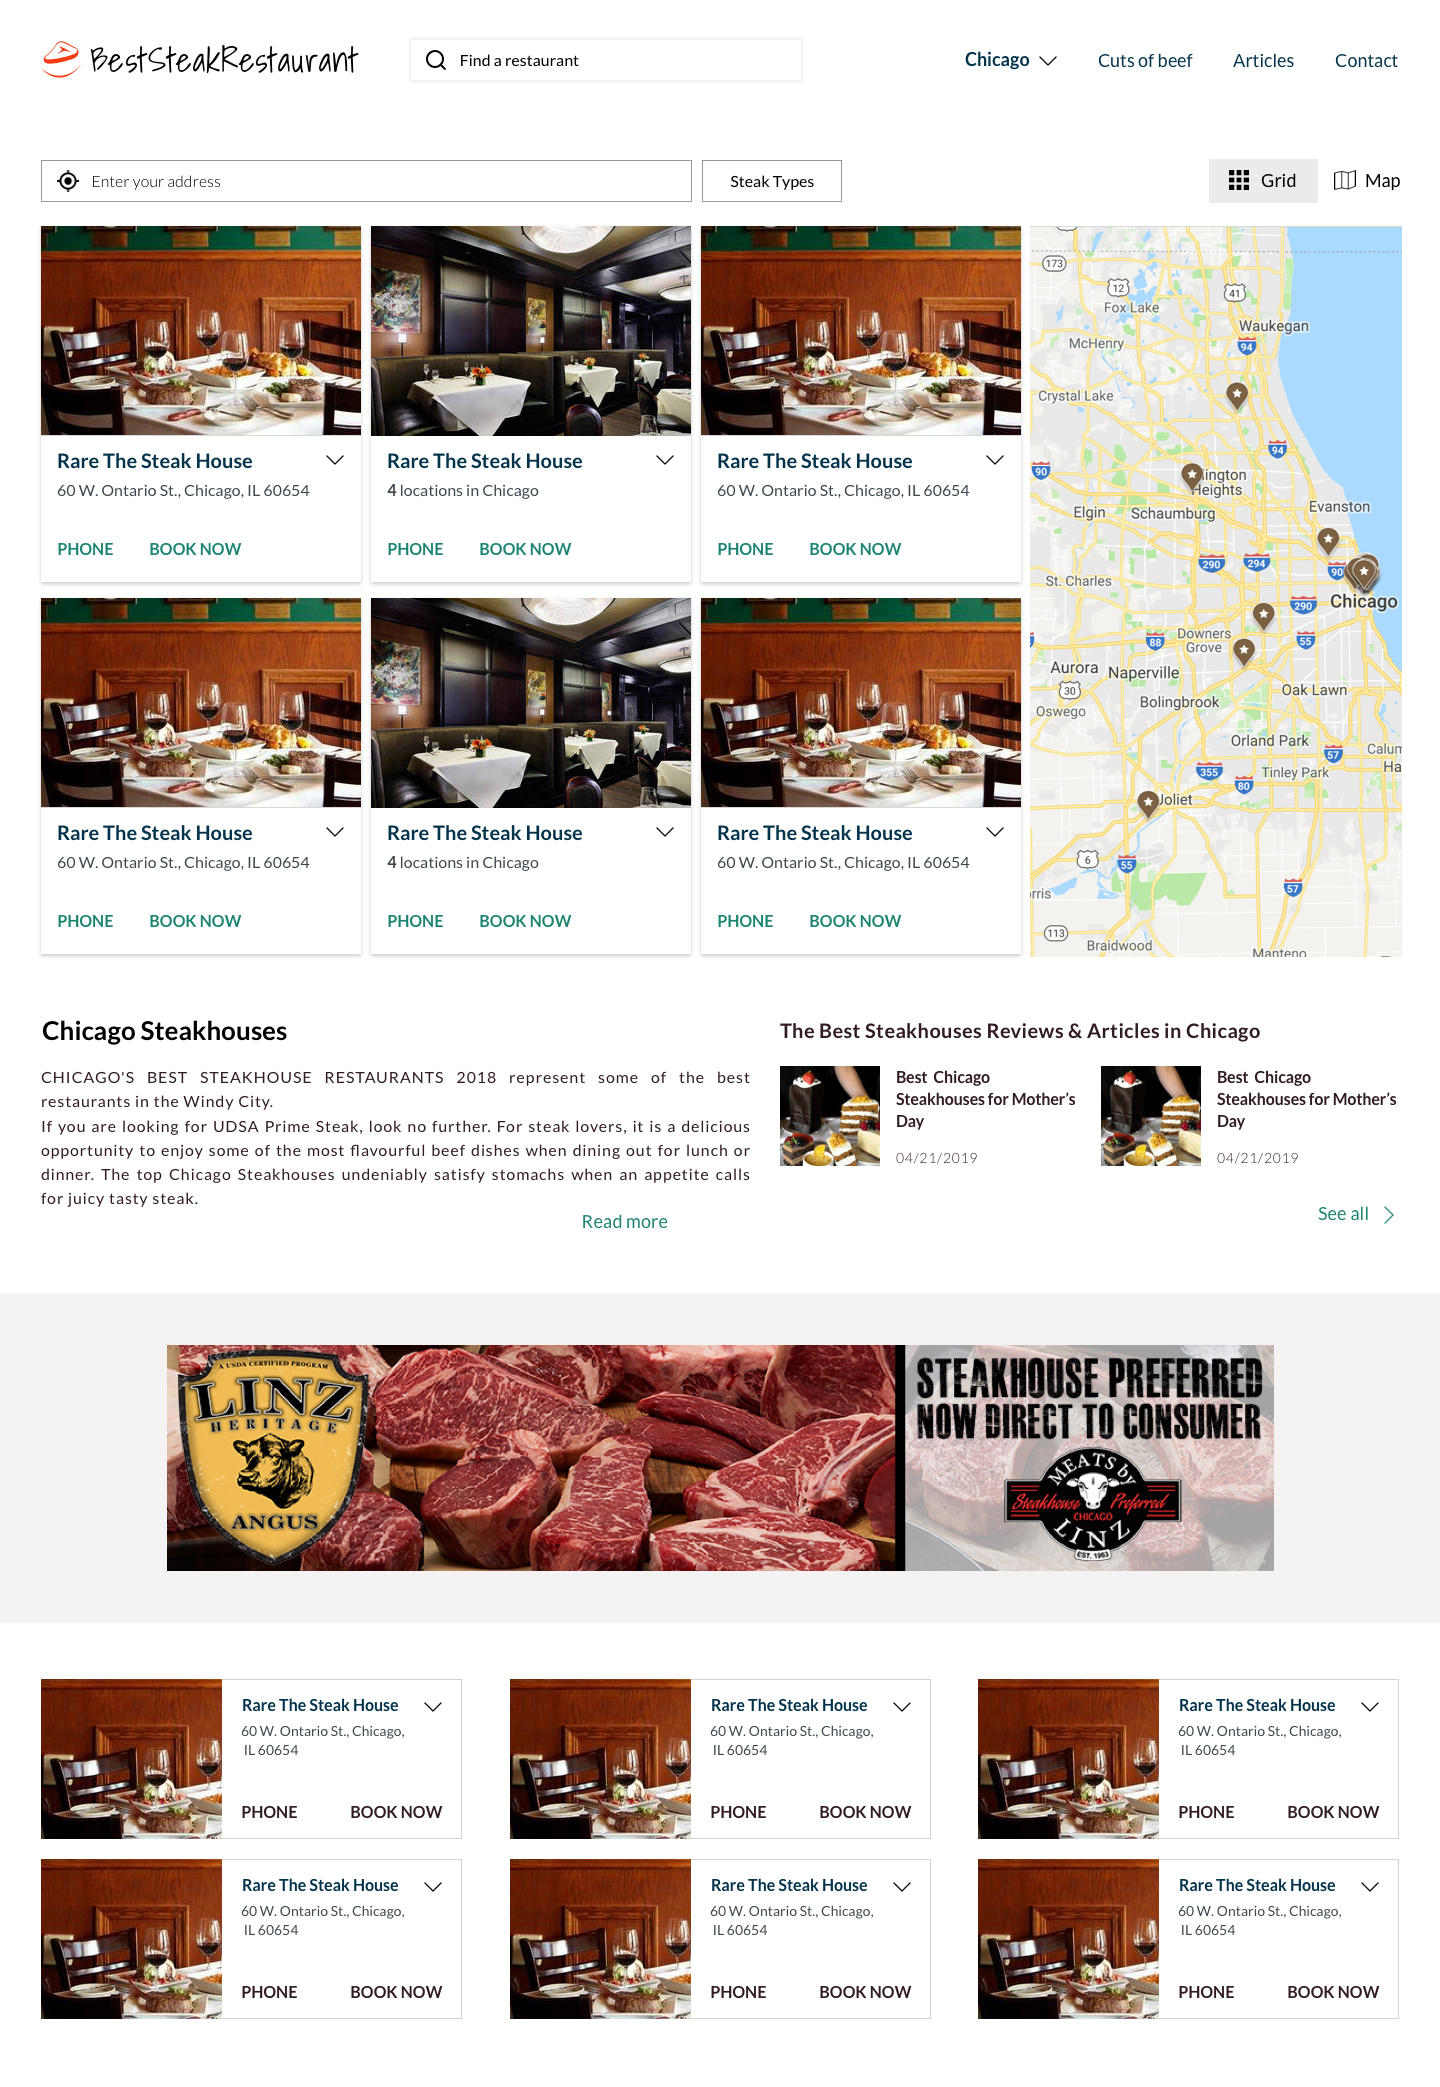 BestSteakRestaurant
Find a restaurant
Chicago
Cuts of beef
Articles
Contact
Enter your address
Steak Types
Grid
Map
Rare The Steak House
60 W. Ontario St., Chicago, IL 60654
PHONE BOOK NOW
Rare The Steak House
4 locations in Chicago
PHONE BOOK NOW
Rare The Steak House
60 W. Ontario St., Chicago, IL 60654
PHONE BOOK NOW
Rare The Steak House
60 W. Ontario St., Chicago, IL 60654
PHONE BOOK NOW
Rare The Steak House
4 locations in Chicago
PHONE BOOK NOW
Rare The Steak House
60 W. Ontario St., Chicago, IL 60654
PHONE BOOK NOW
173
12
41
Fox Lake
Waukegan
McHenry
94
Crystal Lake
94
90
lington
Heights
Elgin
Schaumburg
Evanston
290
294
90
St. Charles
Chicago
290
Downers
Grove
88
55
Aurora
Naperville
30
Oak Lawn
Bolingbrook
Oswego
Orland Park
57
Calum
Ha
355
Tinley Park
80
Joliet
6
55
57
rris
113
Braidwood
Manteno
Chicago Steakhouses
CHICAGO'S BEST STEAKHOUSE RESTAURANTS 2018 represent some of the best
restaurants in the Windy City.
If you are looking for UDSA Prime Steak, look no further. For steak lovers, it is a delicious
opportunity to enjoy some of the most flavourful beef dishes when dining out for lunch or
dinner. The top Chicago Steakhouses undeniably satisfy stomachs when an appetite calls
for juicy tasty steak.
Read more
The Best Steakhouses Reviews & Articles in Chicago
Best Chicago
Steakhouses for Mother's
Day
04/21/2019
Best Chicago
Steakhouses for Mother's
Day
04/21/2019
See all
A USDA CERTIFIED PROGRAM
LINZ
HERITAGE
ANGUS
STEAKHOUSE PREFERRED
NOW DIRECT TO CONSUMER
MEATS by
Steakhouse Preferred
CHICAGO
LINZ
EST. 1963
Rare The Steak House
60 W. Ontario St., Chicago,
IL 60654
PHONE BOOK NOW
Rare The Steak House
60 W. Ontario St., Chicago,
IL 60654
PHONE BOOK NOW
Rare The Steak House
60 W. Ontario St., Chicago,
IL 60654
PHONE BOOK NOW
Rare The Steak House
60 W. Ontario St., Chicago,
IL 60654
PHONE BOOK NOW
Rare The Steak House
60 W. Ontario St., Chicago,
IL 60654
PHONE BOOK NOW
Rare The Steak House
60 W. Ontario St., Chicago,
IL 60654
PHONE BOOK NOW